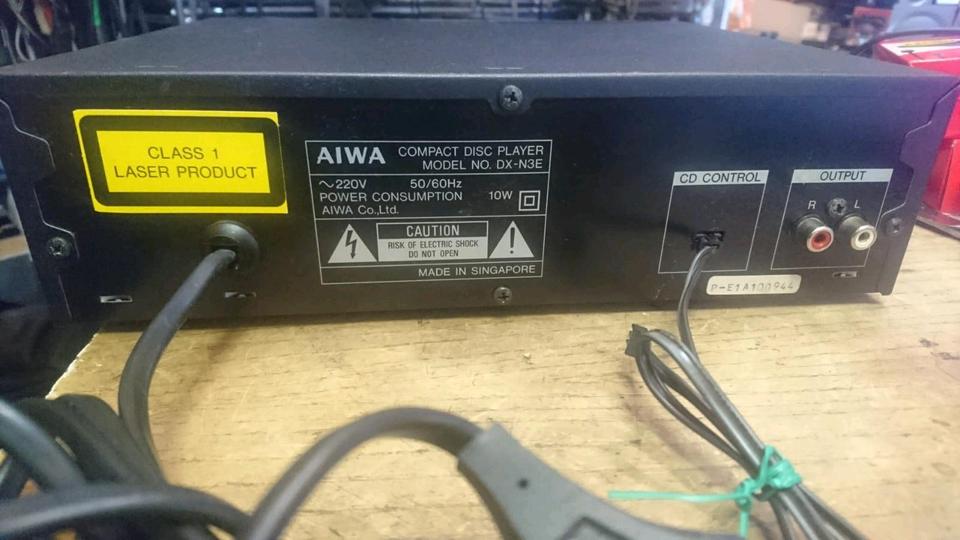 CLASS 1
LASER PRODUCT
AIWA COMPACT DISC PLAYER
MODEL NO. DX-N3E
~220V 50/60Hz
POWER CONSUMPTION 10W
AIWA Co.,Ltd.
CAUTION
RISK OF ELECTRIC SHOCK
DO NOT OPEN
MADE IN SINGAPORE
CD CONTROL
OUTPUT
R L
P-E1A100944